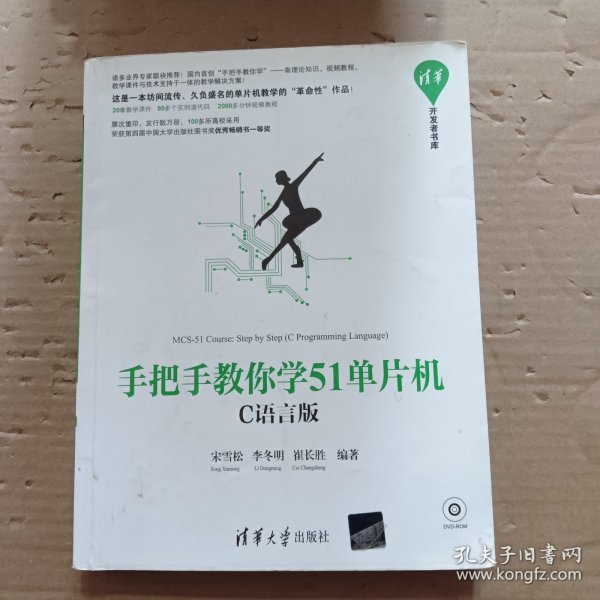 诸多业界专家联袂推荐!国内首创“手把手教你学”——集理论知识、视频教程、
教学课件与技术支持于一体的教学解决方案!
这是一本坊间流传、久负盛名的单片机教学的“革命性”作品!
20章教学课件 60多个实例源代码 2000多分钟视频教程
屡次重印,发行数万册,100多所高校采用
荣获第四届中国大学出版社图书奖优秀畅销书一等奖
清华
开发者书库
MCS-51 Course: Step by Step (C Programming Language)
手把手教你学51单片机
C语言版
宋雪松 李冬明 崔长胜 编著
Song Xuesong Li Dongming Cui Changsheng
清华大学出版社
DVD-ROM
孔夫子旧书网
www.kongfz.com